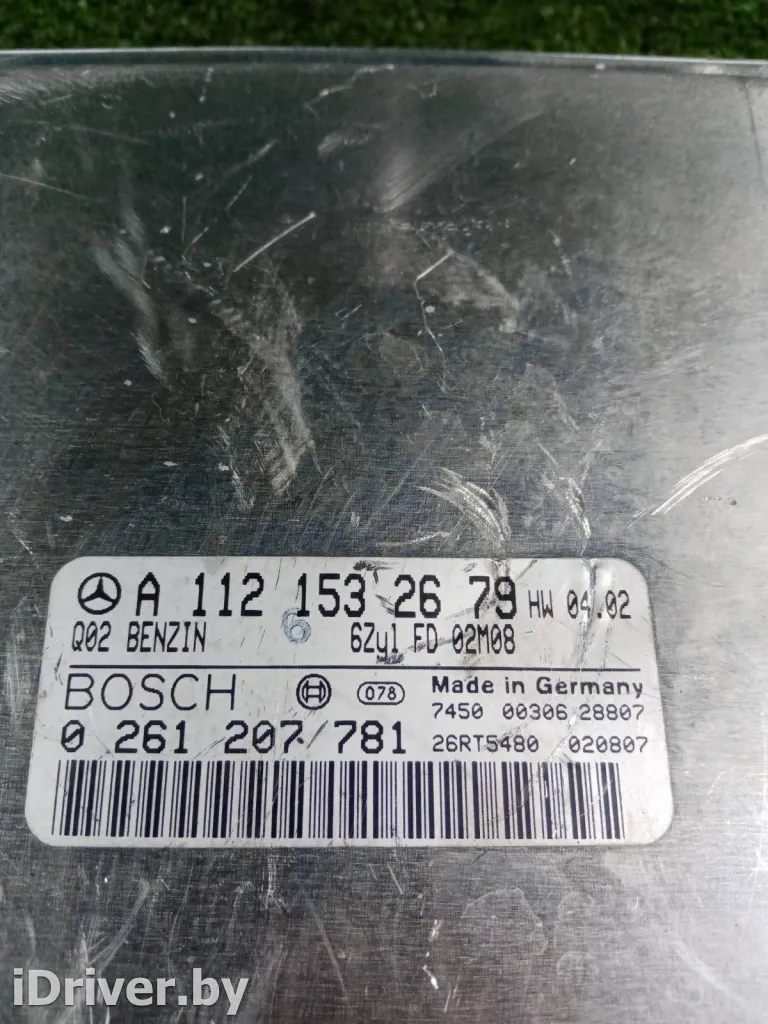 A 112 153 26 79 HW 04.02
Q02 BENZIN 6 6Zyl FD 02M08
BOSCH 078 Made in Germany
7450 00306 28807
0 261 207 781 26RT5480 020807
iDriver.by